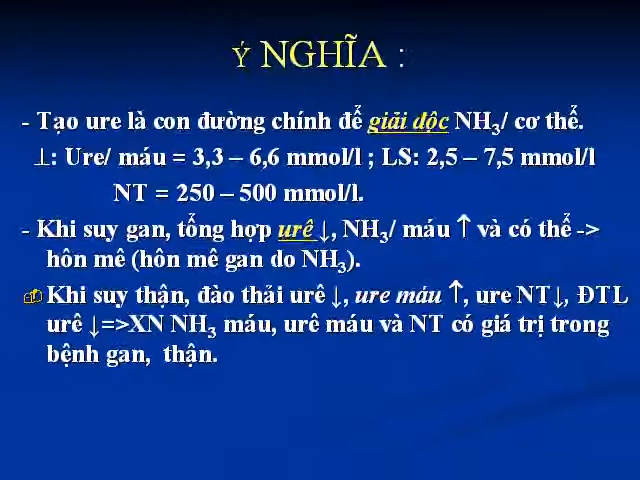 Ý NGHĨA :
- Tạo ure là con đường chính để giải độc NH3/ cơ thể.
⊥: Ure/ máu = 3,3 – 6,6 mmol/l ; LS: 2,5 – 7,5 mmol/l
NT = 250 – 500 mmol/l.
- Khi suy gan, tổng hợp urê ↓, NH3/ máu ↑ và có thể ->
hôn mê (hôn mê gan do NH3).
Khi suy thận, đào thải urê ↓, ure máu ↑, ure NT↓, ĐTL
urê ↓=>XN NH3 máu, urê máu và NT có giá trị trong
bệnh gan, thận.